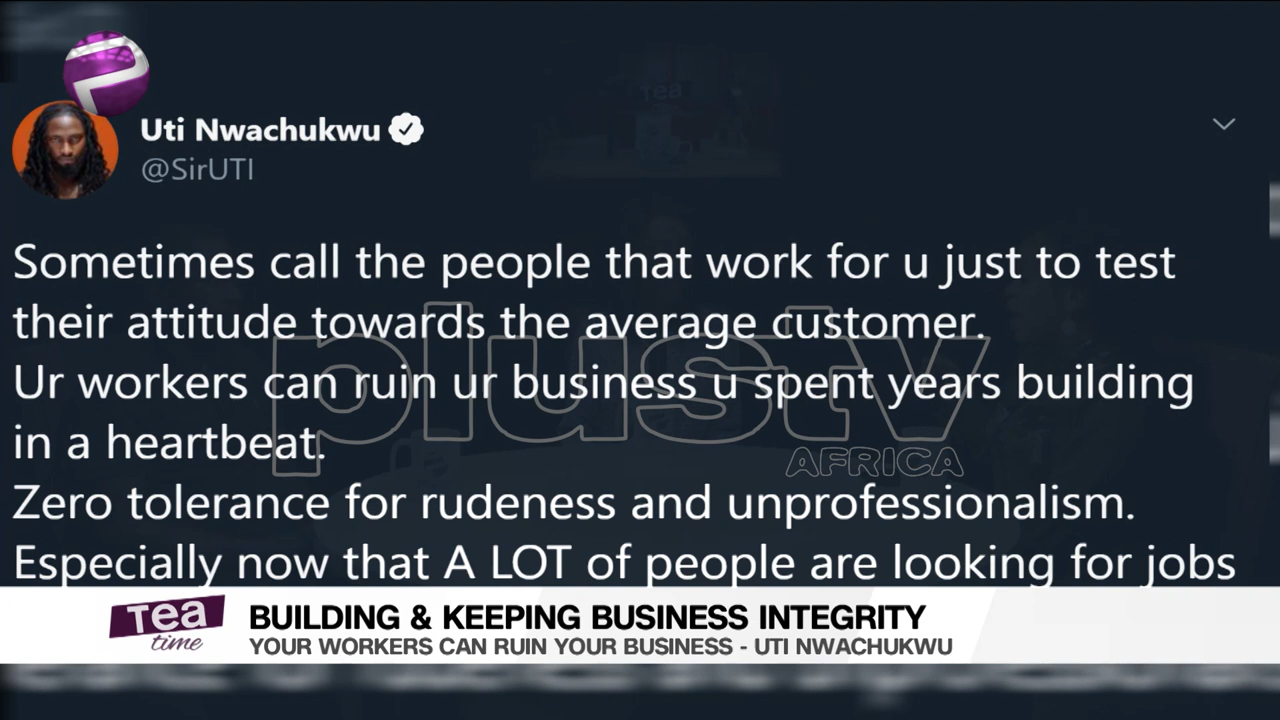 Uti Nwachukwu
@SirUTI
Sometimes call the people that work for u just to test
their attitude towards the average customer.
Ur workers can ruin ur business u spent years building
in a heartbeat.
Zero tolerance for rudeness and unprofessionalism.
Especially now that A LOT of people are looking for jobs
plustv
AFRICA
Tea
Tea
time
BUILDING & KEEPING BUSINESS INTEGRITY
YOUR WORKERS CAN RUIN YOUR BUSINESS - UTI NWACHUKWU